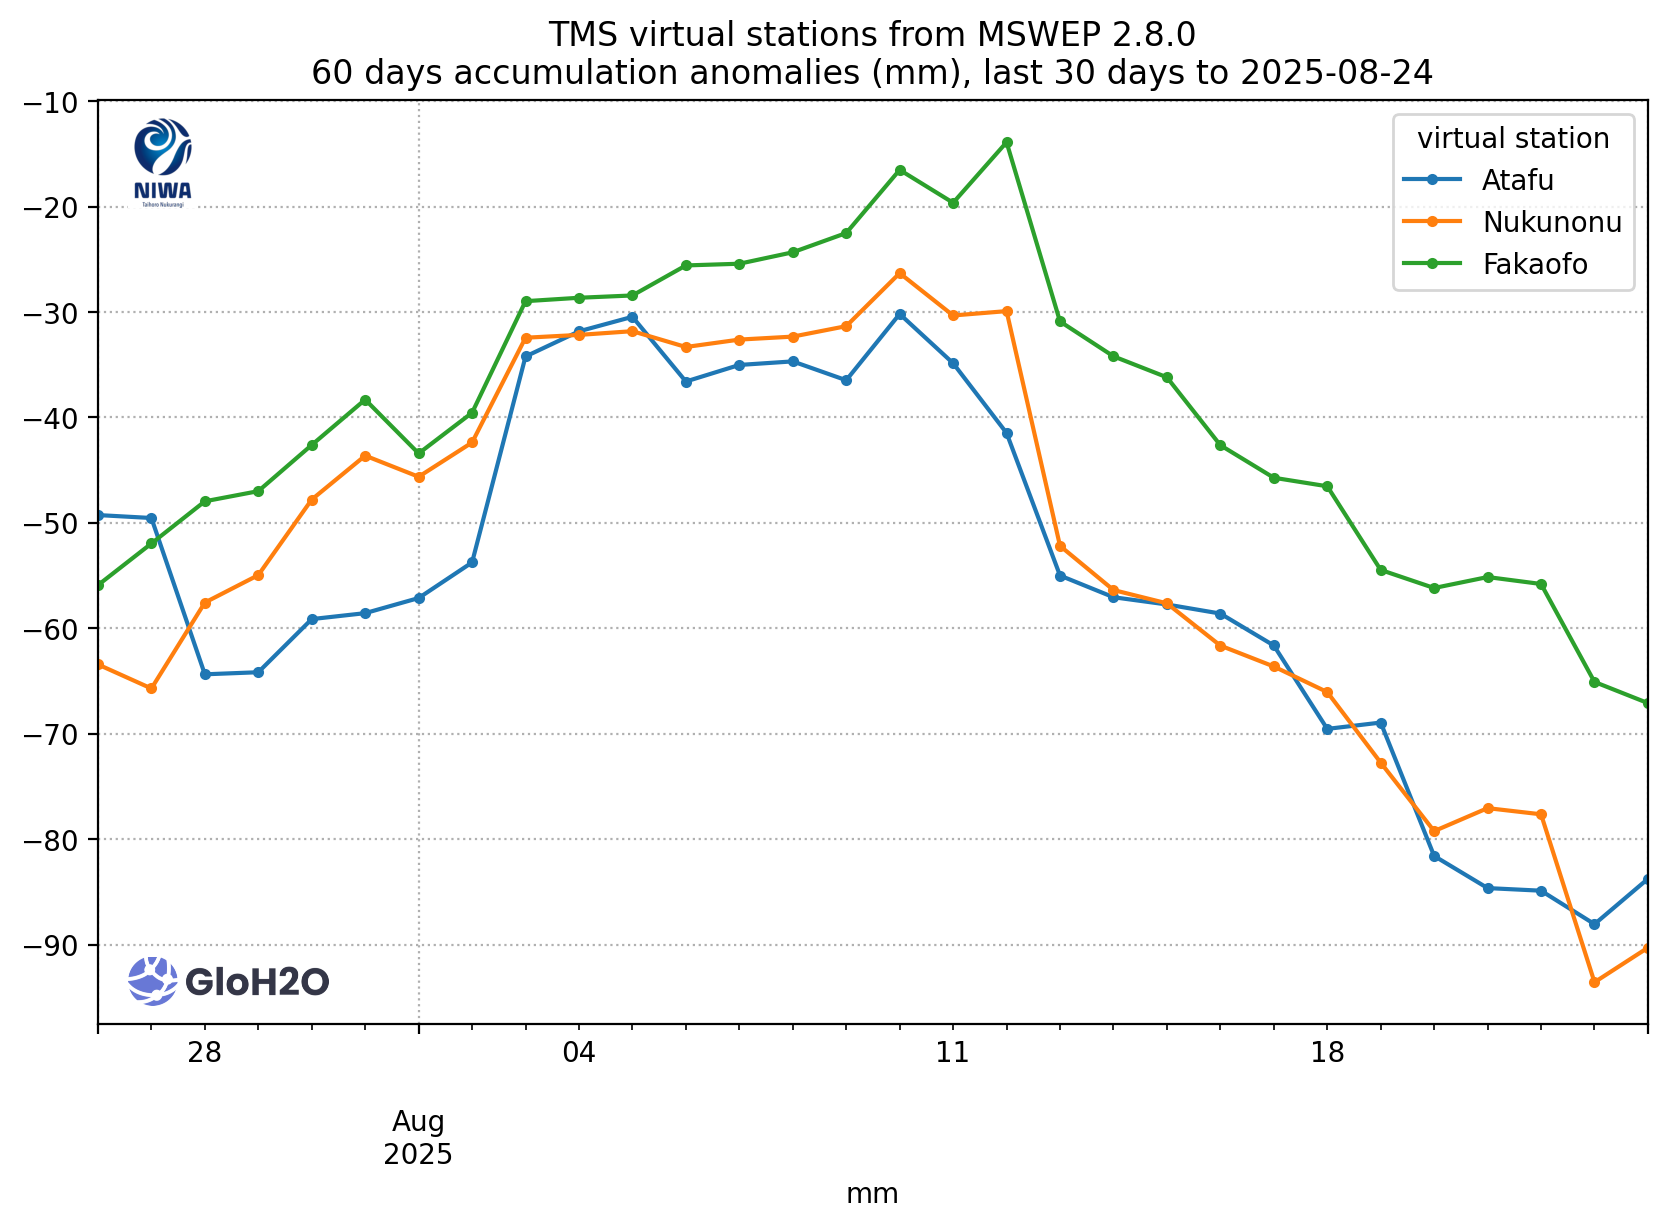 TMS virtual stations from MSWEP 2.8.0
60 days accumulation anomalies (mm), last 30 days to 2025-08-24
−10
−20
−30
−40
−50
−60
−70
−80
−90
NIWA
Taihoro Nukurangi
virtual station
Atafu
Nukunonu
Fakaofo
GloH2O
28
04
11
18
Aug
2025
mm